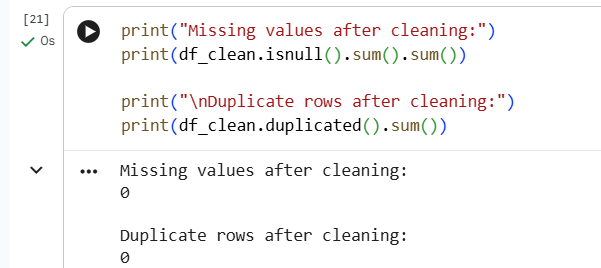 [21]
0s
print("Missing values after cleaning:")
print(df_clean.isnull().sum().sum())
print("\nDuplicate rows after cleaning:")
print(df_clean.duplicated().sum())
Missing values after cleaning:
0
Duplicate rows after cleaning:
0